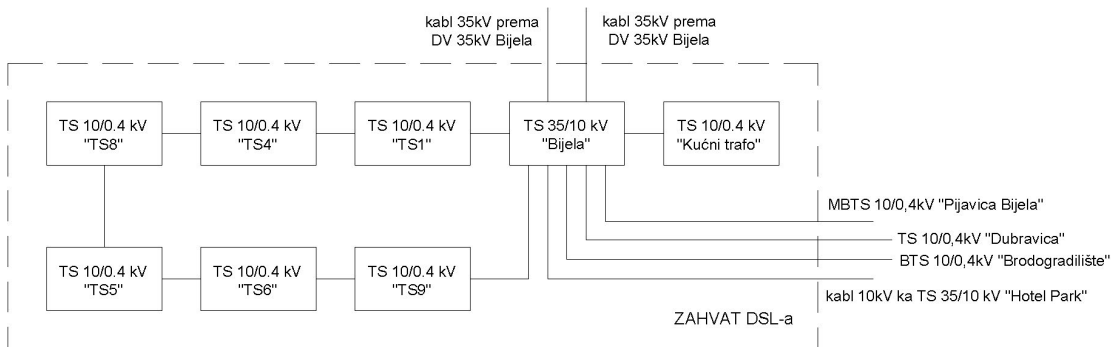 kabl 35kV prema
DV 35kV Bijela
kabl 35kV prema
DV 35kV Bijela
TS 10/0.4 kV
"TS8"
TS 10/0.4 kV
"TS4"
TS 10/0.4 kV
"TS1"
TS 35/10 kV
"Bijela"
TS 10/0.4 kV
"Kućni trafo"
MBTS 10/0,4kV "Pijavica Bijela"
TS 10/0,4kV "Dubravica"
BTS 10/0,4kV "Brodogradilište"
kabl 10kV ka TS 35/10 kV "Hotel Park"
TS 10/0.4 kV
"TS5"
TS 10/0.4 kV
"TS6"
TS 10/0.4 kV
"TS9"
ZAHVAT DSL-a